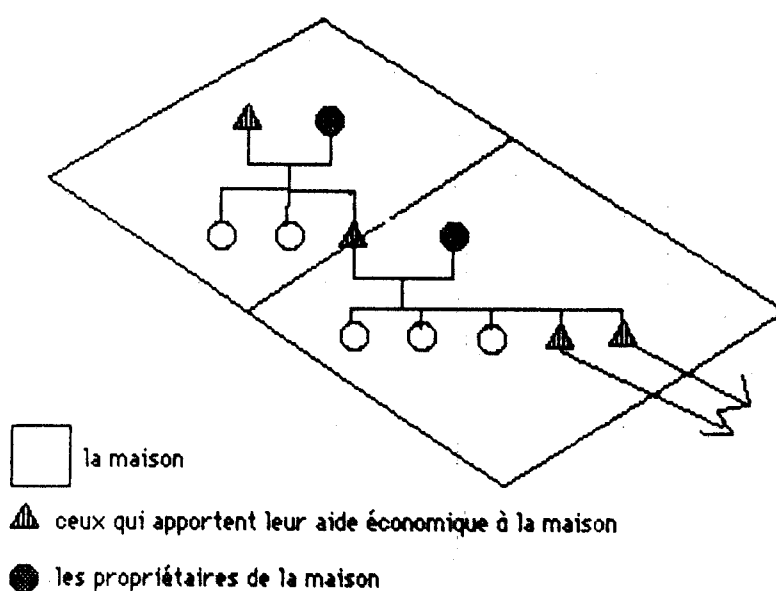 la maison
ceux qui apportent leur aide économique à la maison
les propriétaires de la maison